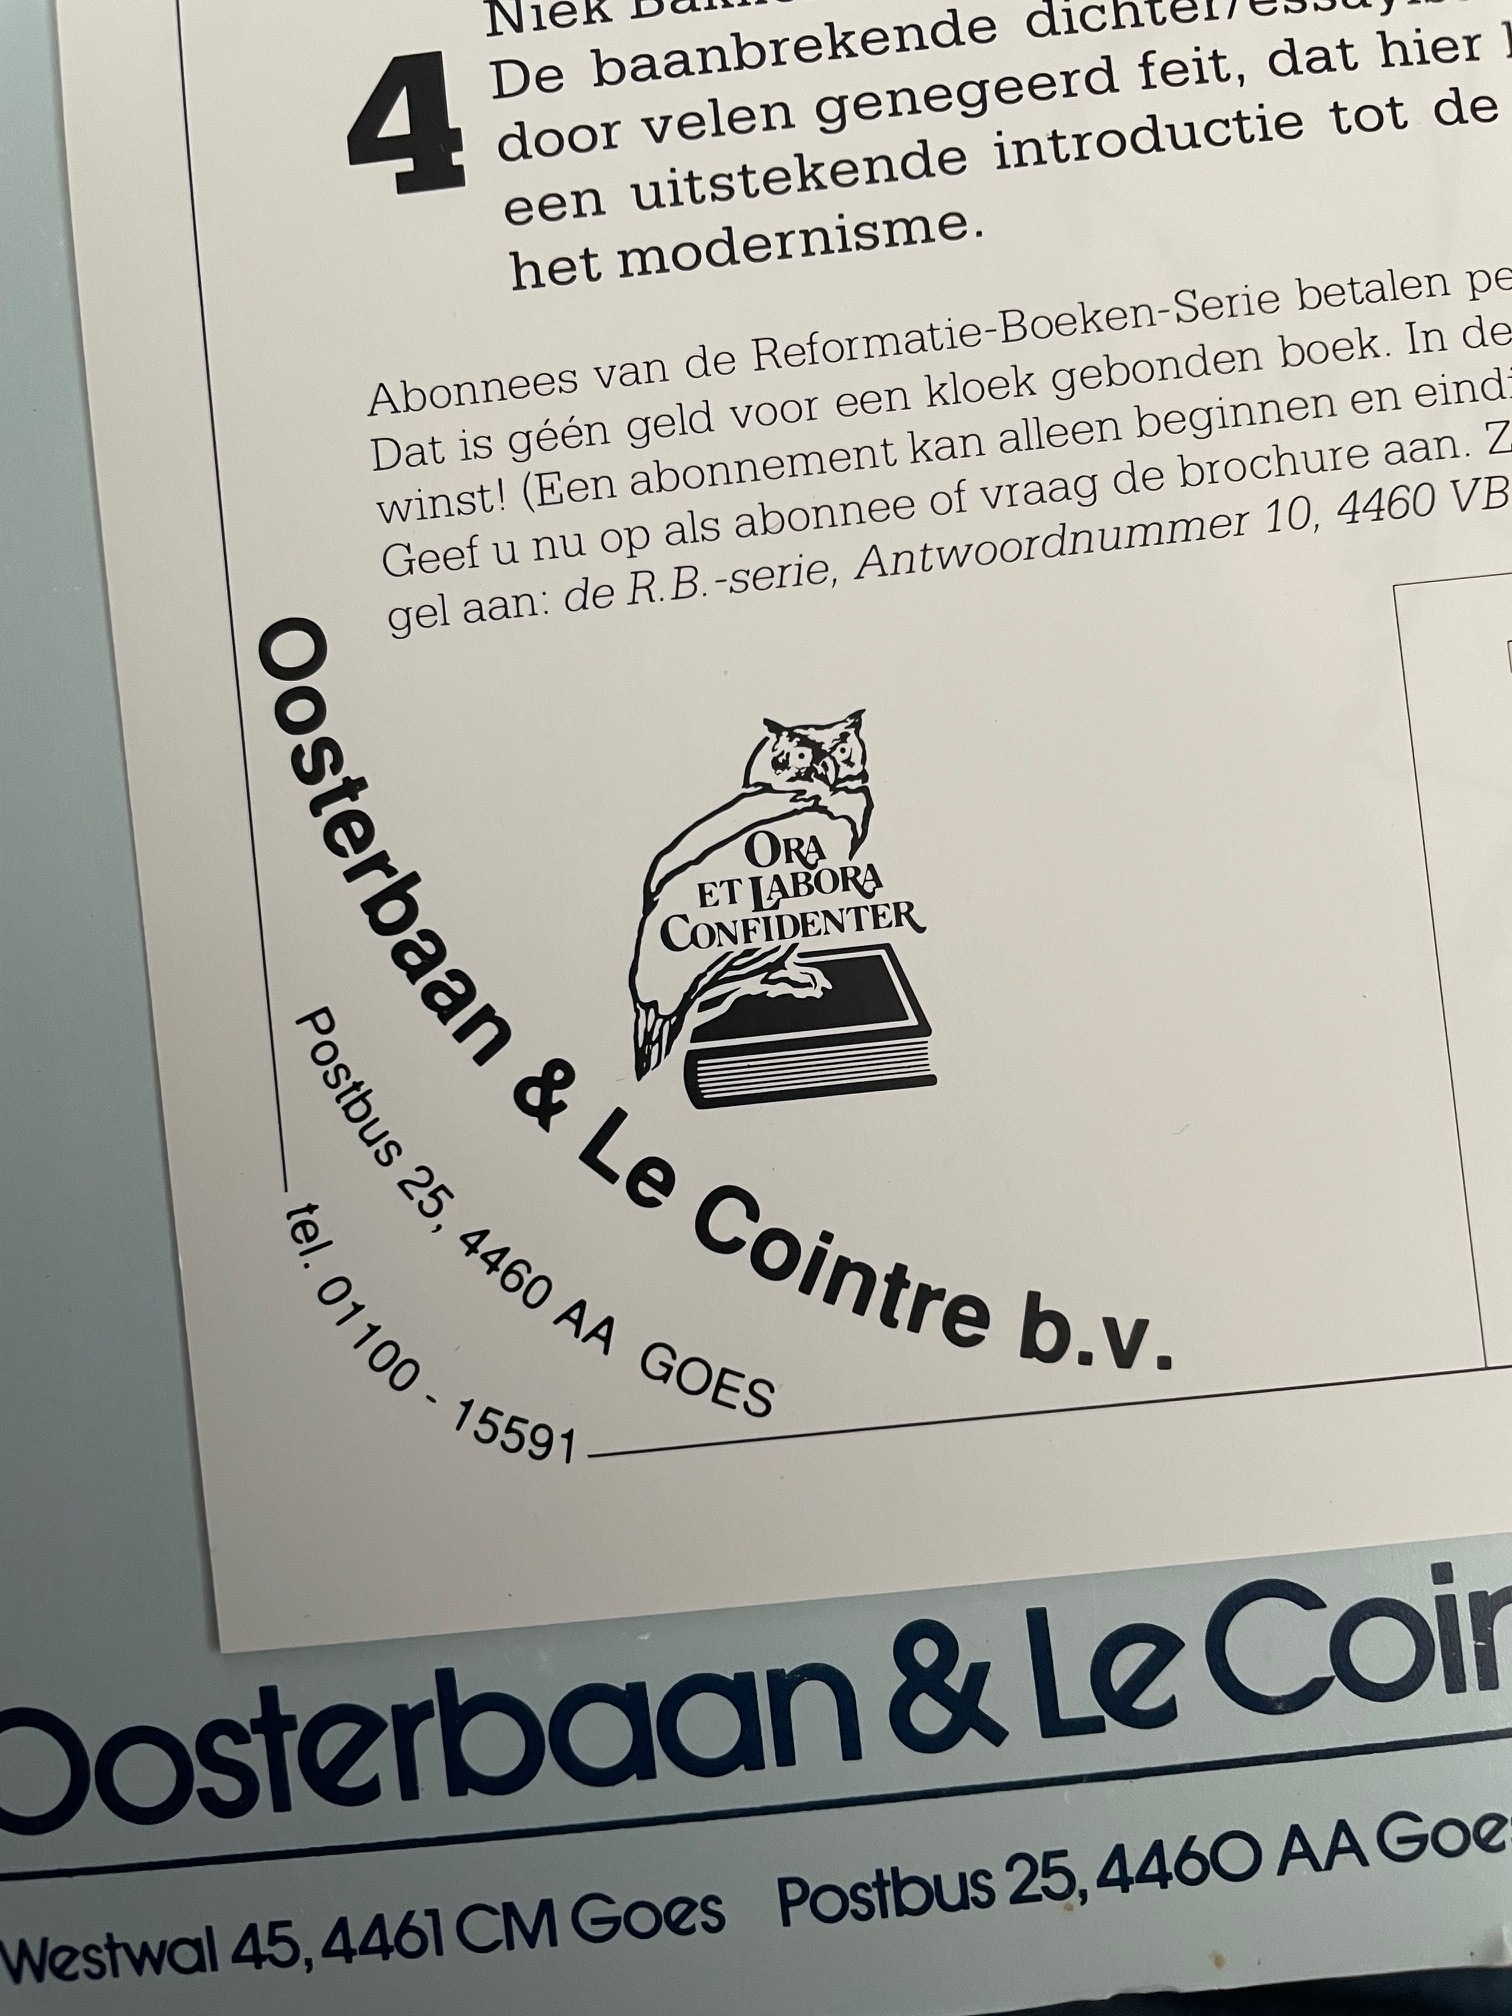 Niek
4
De baanbrekende
door velen genegeerd feit, dat hier
een uitstekende introductie tot de
het modernisme.
Abonnees van de Reformatie-Boeken-Serie betalen
Dat is géén geld voor een kloek gebonden boek. In
winst! (Een abonnement kan alleen beginnen en
Geef u nu op als abonnee of vraag de brochure aan.
gel aan: de R.B.-serie, Antwoordnummer 10, 4460 VB
ORA
ET LABORA
CONFIDENTER
Oosterbaan & Le Cointre b.v.
Postbus 25, 4460 AA GOES
tel. 01100 - 15591
Oosterbaan & Le Coin
Westwal 45, 4461 CM Goes Postbus 25, 4460 AA Goes